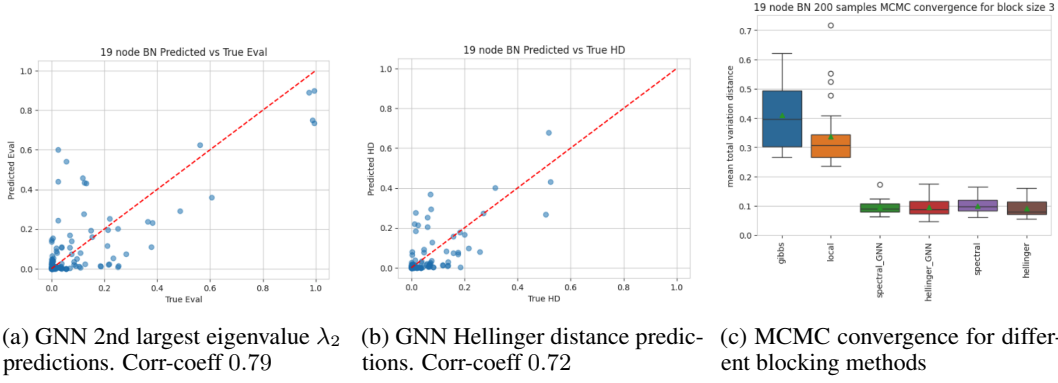 19 node BN Predicted vs True Eval
1.0
0.8
0.6
0.4
0.2
0.0
Predicted Eval
0.0 0.2 0.4 0.6 0.8 1.0
True Eval
(a) GNN 2nd largest eigenvalue λ₂
predictions. Corr-coeff 0.79
19 node BN Predicted vs True HD
1.0
0.8
0.6
0.4
0.2
0.0
Predicted HD
0.0 0.2 0.4 0.6 0.8 1.0
True HD
(b) GNN Hellinger distance predic-
tions. Corr-coeff 0.72
19 node BN 200 samples MCMC convergence for block size 3
0.7
0.6
0.5
0.4
0.3
0.2
0.1
0.0
mean total variation distance
gibbs
local
spectral_GNN
hellinger_GNN
spectral
hellinger
(c) MCMC convergence for differ-
ent blocking methods